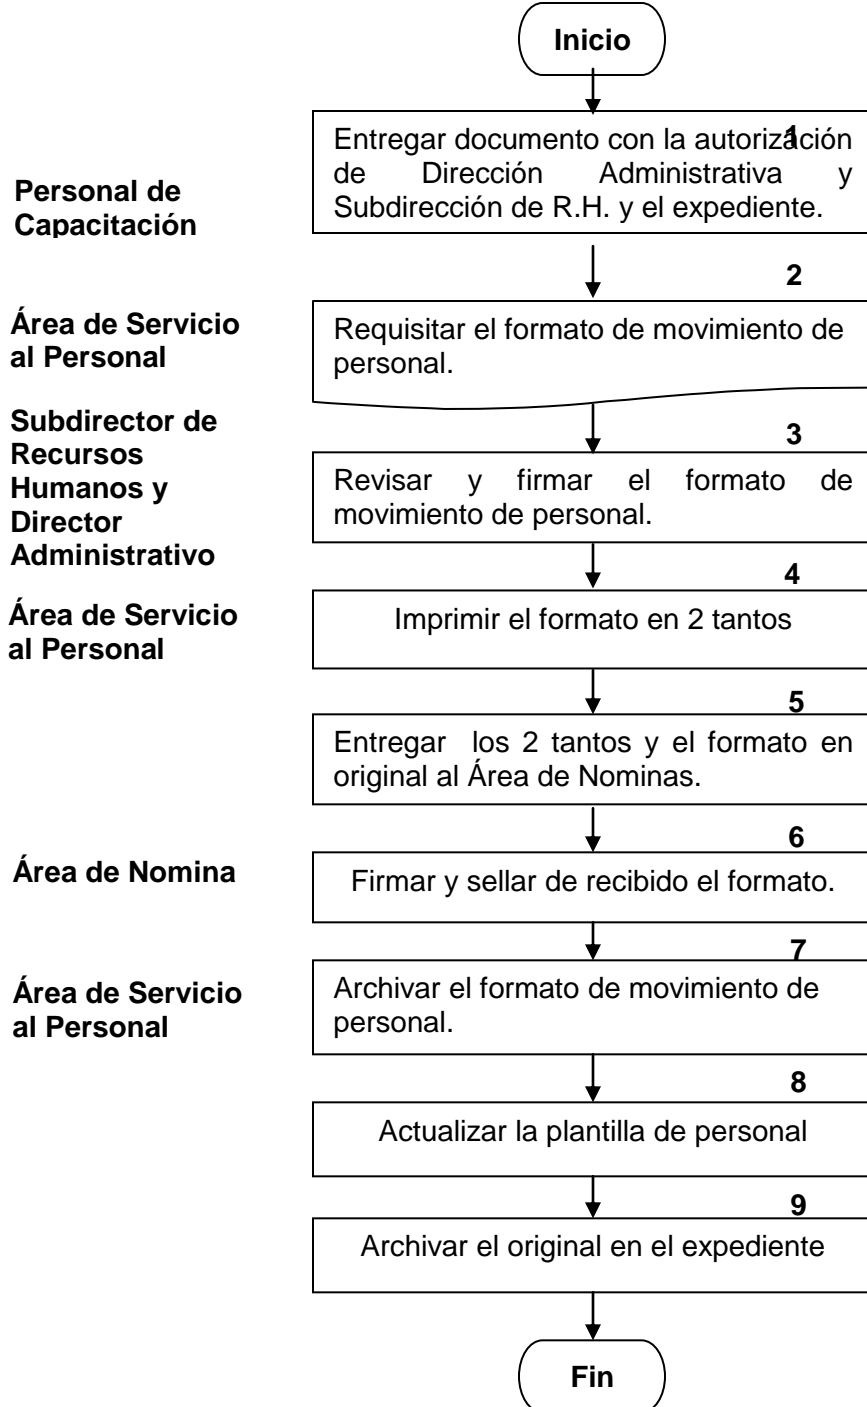 Inicio
1
Entregar documento con la autorización
de Dirección Administrativa y
Subdirección de R.H. y el expediente.
Personal de
Capacitación
2
Área de Servicio
al Personal
Requisitar el formato de movimiento de
personal.
Subdirector de
Recursos
Humanos y
Director
Administrativo
3
Revisar y firmar el formato de
movimiento de personal.
4
Área de Servicio
al Personal
Imprimir el formato en 2 tantos
5
Entregar los 2 tantos y el formato en
original al Área de Nominas.
6
Área de Nomina
Firmar y sellar de recibido el formato.
7
Área de Servicio
al Personal
Archivar el formato de movimiento de
personal.
8
Actualizar la plantilla de personal
9
Archivar el original en el expediente
Fin